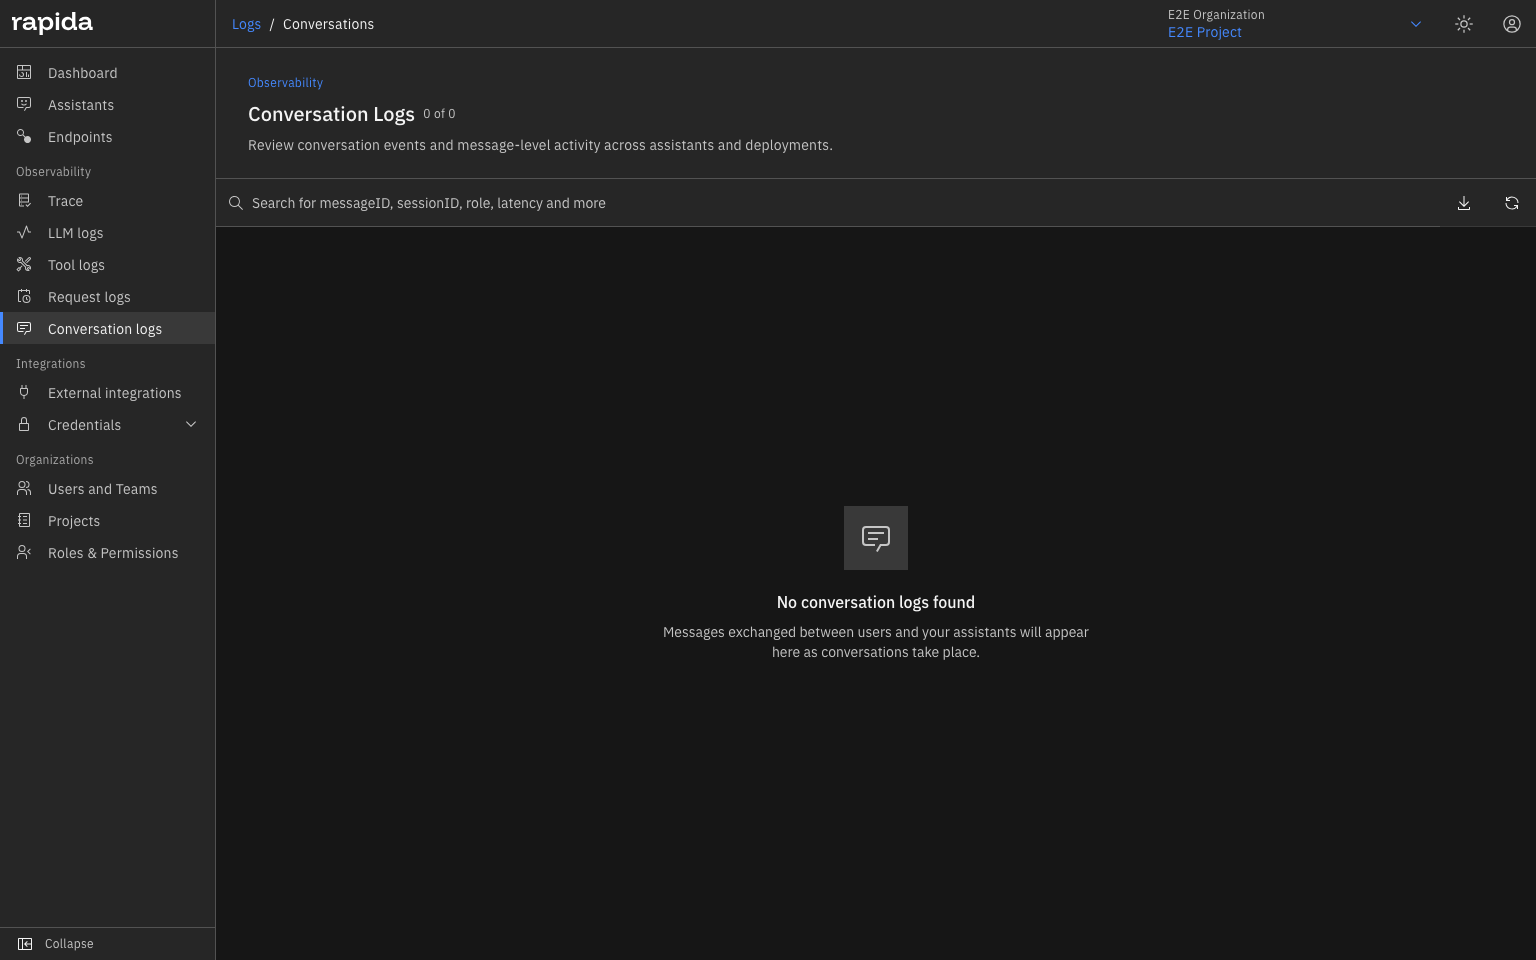 rapida
Logs / Conversations
E2E Organization
E2E Project
Dashboard
Assistants
Endpoints
Observability
Trace
LLM logs
Tool logs
Request logs
Conversation logs
Integrations
External integrations
Credentials
Organizations
Users and Teams
Projects
Roles & Permissions
Collapse
Observability
Conversation Logs 0 of 0
Review conversation events and message-level activity across assistants and deployments.
Search for messageID, sessionID, role, latency and more
No conversation logs found
Messages exchanged between users and your assistants will appear
here as conversations take place.